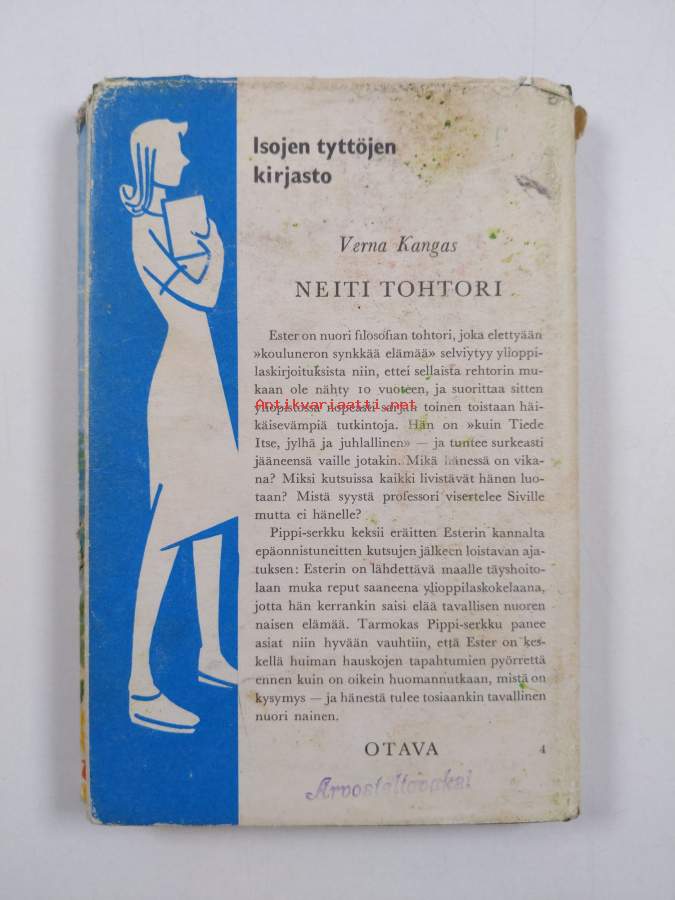 Isojen tyttöjen
kirjasto
Verna Kangas
NEITI TOHTORI
Ester on nuori filosofian tohtori, joka elettyään
»kouluneron synkkää elämää» selviytyy ylioppi-
laskirjoituksista niin, ettei sellaista rehtorin mu-
kaan ole nähty 10 vuoteen, ja suorittaa sitten
Antikvariaatti.net
yliopistossa nopeasti sarjan toinen toistaan häi-
käisevämpiä tutkintoja. Hän on »kuin Tiede
Itse, jylhä ja juhlallinen» — ja tuntee surkeasti
jääneensä vaille jotakin. Mikä hänessä on vika-
na? Miksi kutsuissa kaikki livistävät hänen luo-
taan? Mistä syystä professori visertelee Siville
mutta ei hänelle?
Pippi-serkku keksii eräitten Esterin kannalta
epäonnistuneitten kutsujen jälkeen loistavan aja-
tuksen: Esterin on lähdettävä maalle täyshoito-
laan muka reput saaneena ylioppilaskokelaana,
jotta hän kerrankin saisi elää tavallisen nuoren
naisen elämää. Tarmokas Pippi-serkku panee
asiat niin hyvään vauhtiin, että Ester on kes-
kellä huiman hauskojen tapahtumien pyörrettä
ennen kuin on oikein huomannutkaan, mistä on
kysymys — ja hänestä tulee tosiaankin tavallinen
nuori nainen.
OTAVA 4
Arvosteltavaksi